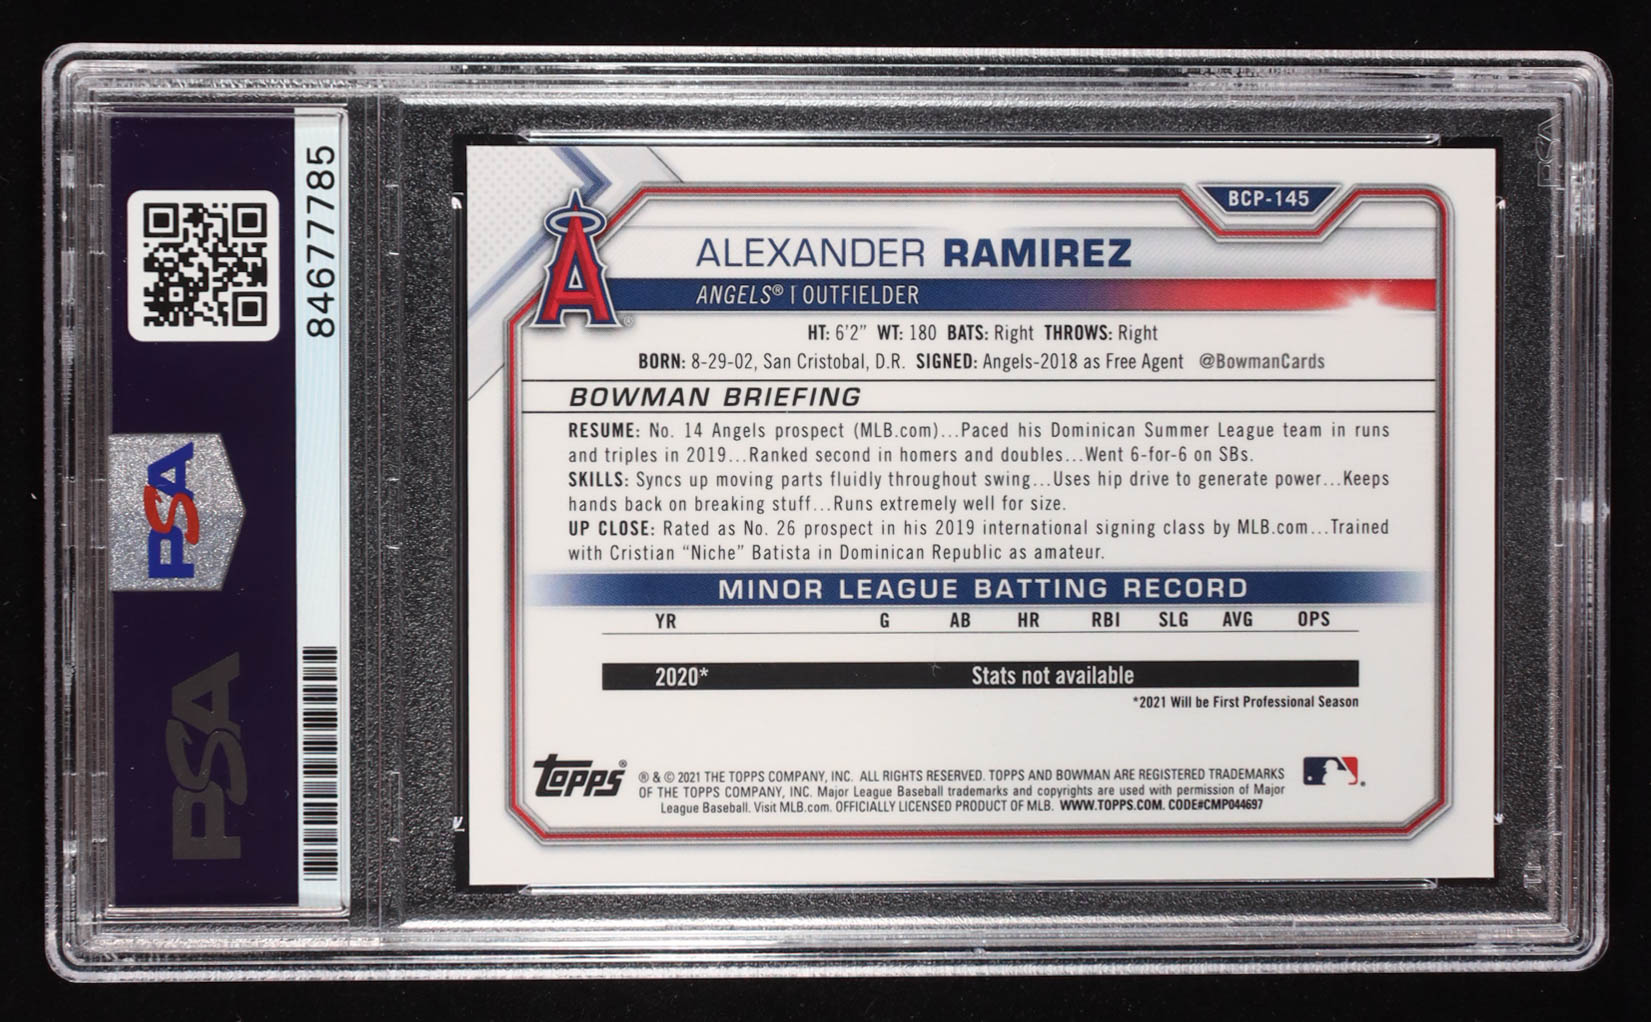 84677785
PSA
PSA
BCP-145
ALEXANDER RAMIREZ
ANGELS® | OUTFIELDER
HT: 6'2" WT: 180 BATS: Right THROWS: Right
BORN: 8-29-02, San Cristobal, D.R. SIGNED: Angels-2018 as Free Agent @BowmanCards
BOWMAN BRIEFING
RESUME: No. 14 Angels prospect (MLB.com)...Paced his Dominican Summer League team in runs
and triples in 2019...Ranked second in homers and doubles...Went 6-for-6 on SBs.
SKILLS: Syncs up moving parts fluidly throughout swing...Uses hip drive to generate power...Keeps
hands back on breaking stuff...Runs extremely well for size.
UP CLOSE: Rated as No. 26 prospect in his 2019 international signing class by MLB.com...Trained
with Cristian "Niche" Batista in Dominican Republic as amateur.
MINOR LEAGUE BATTING RECORD
YR G AB HR RBI SLG AVG OPS
2020* Stats not available
*2021 Will be First Professional Season
Topps® ® & © 2021 THE TOPPS COMPANY, INC. ALL RIGHTS RESERVED. TOPPS AND BOWMAN ARE REGISTERED TRADEMARKS
OF THE TOPPS COMPANY, INC. Major League Baseball trademarks and copyrights are used with permission of Major
League Baseball. Visit MLB.com. OFFICIALLY LICENSED PRODUCT OF MLB. WWW.TOPPS.COM. CODE#CMP044697